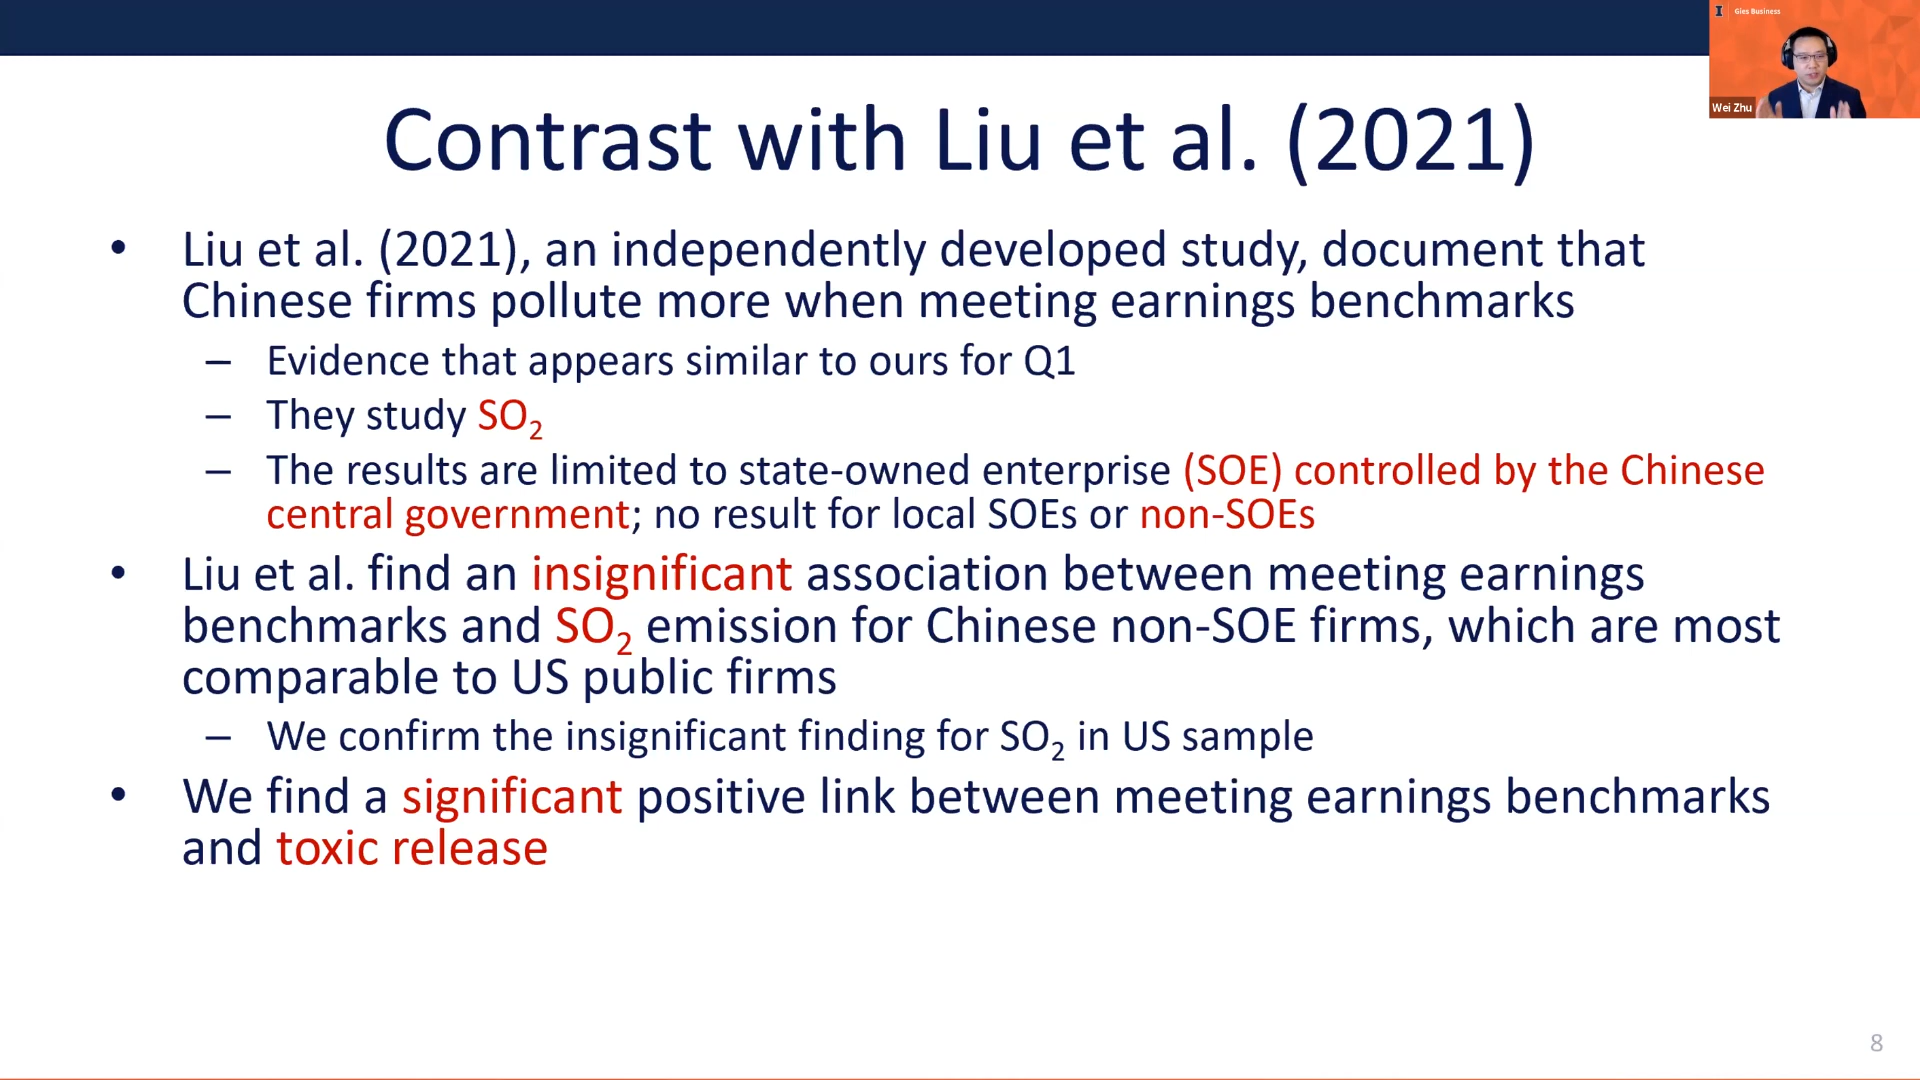 Gies Business
Wei Zhu
Contrast with Liu et al. (2021)
• Liu et al. (2021), an independently developed study, document that
Chinese firms pollute more when meeting earnings benchmarks
– Evidence that appears similar to ours for Q1
– They study SO₂
– The results are limited to state-owned enterprise (SOE) controlled by the Chinese
central government; no result for local SOEs or non-SOEs
• Liu et al. find an insignificant association between meeting earnings
benchmarks and SO₂ emission for Chinese non-SOE firms, which are most
comparable to US public firms
– We confirm the insignificant finding for SO₂ in US sample
• We find a significant positive link between meeting earnings benchmarks
and toxic release
8